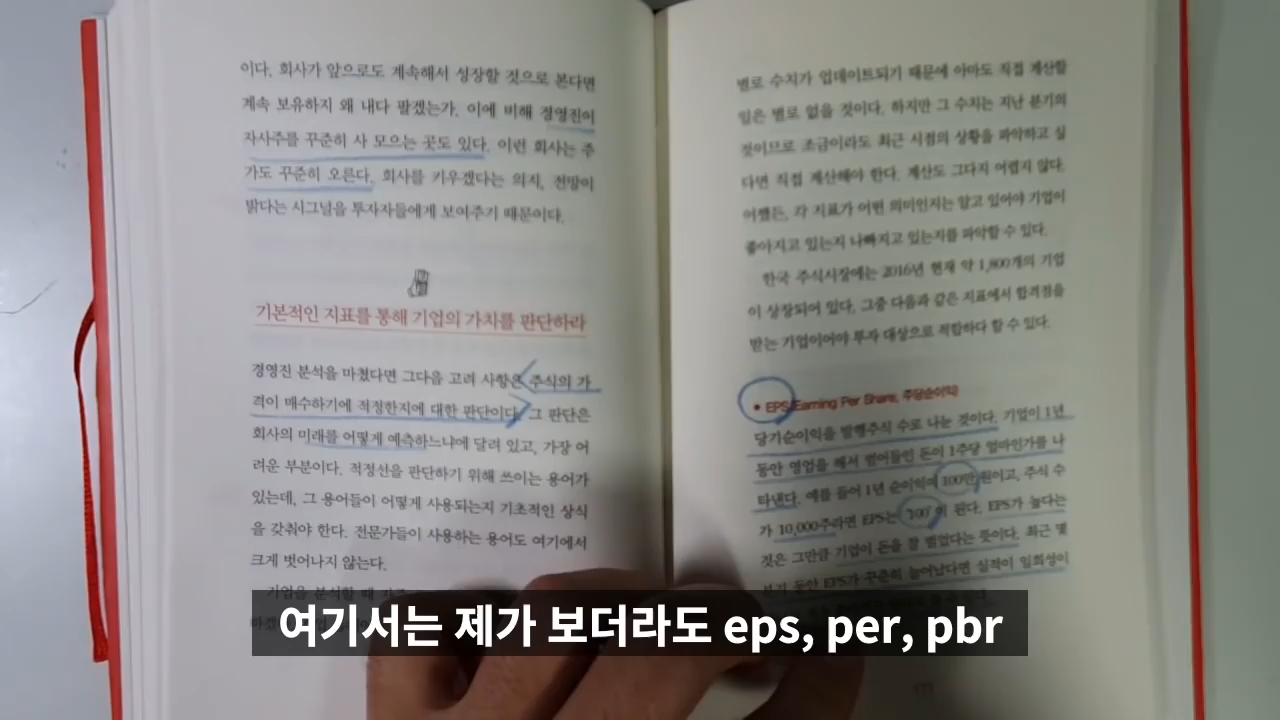 이다. 회사가 앞으로도 계속해서 성장할 것으로 본다면
계속 보유하지 왜 내다 팔겠는가. 이에 비해 경영진이
자사주를 꾸준히 사 모으는 곳도 있다. 이런 회사는 주
가도 꾸준히 오른다. 회사를 키우겠다는 의지, 전망이
밝다는 시그널을 투자자들에게 보여주기 때문이다.
기본적인 지표를 통해 기업의 가치를 판단하라
경영진 분석을 마쳤다면 그다음 고려 사항은 주식의 가
격이 매수하기에 적정한지에 대한 판단이다. 그 판단은
회사의 미래를 어떻게 예측하느냐에 달려 있고, 가장 어
려운 부분이다. 적정선을 판단하기 위해 쓰이는 용어가
있는데, 그 용어들이 어떻게 사용되는지 기초적인 상식
을 갖춰야 한다. 전문가들이 사용하는 용어도 여기에서
크게 벗어나지 않는다.
기업을 분석할 때
별로 수치가 업데이트되기 때문에 아마도 직접 계산할
일은 별로 없을 것이다. 하지만 그 수치는 지난 분기의
것이므로 조금이라도 최근 시점의 상황을 파악하고 싶
다면 직접 계산해야 한다. 계산도 그다지 어렵지 않다.
어쨌든, 각 지표가 어떤 의미인지는 알고 있어야 기업이
좋아지고 있는지 나빠지고 있는지를 파악할 수 있다.
한국 주식시장에는 2016년 현재 약 1,800개의 기업
이 상장되어 있다. 그중 다음과 같은 지표에서 합격점을
받는 기업이어야 투자 대상으로 적합하다 할 수 있다.
• EPS(Earning Per Share, 주당순이익)
당기순이익을 발행주식 수로 나눈 것이다. 기업이 1년
동안 영업을 해서 벌어들인 돈이 1주당 얼마인가를 나
타낸다. 예를 들어 1년 순이익이 100만 원이고, 주식 수
가 10,000주라면 EPS는 '100'이 된다. EPS가 높다는
것은 그만큼 기업이 돈을 잘 벌었다는 뜻이다. 최근 몇
동안 EPS가 꾸준히 늘어났다면 실적이 일회성이
여기서는 제가 보더라도 eps, per, pbr